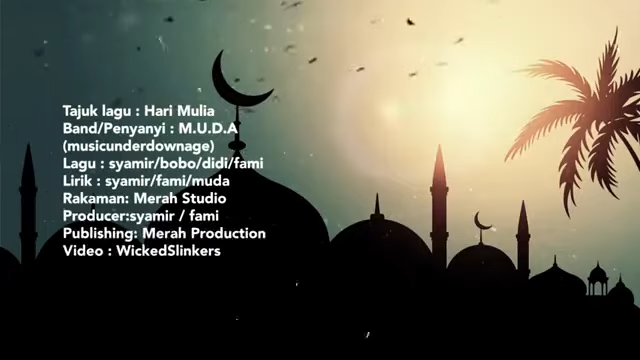 Tajuk lagu : Hari Mulia
Band/Penyanyi : M.U.D.A
(musicunderdownage)
Lagu : syamir/bobo/didi/fami
Lirik : syamir/fami/muda
Rakaman: Merah Studio
Producer:syamir / fami
Publishing: Merah Production
Video : WickedSlinkers